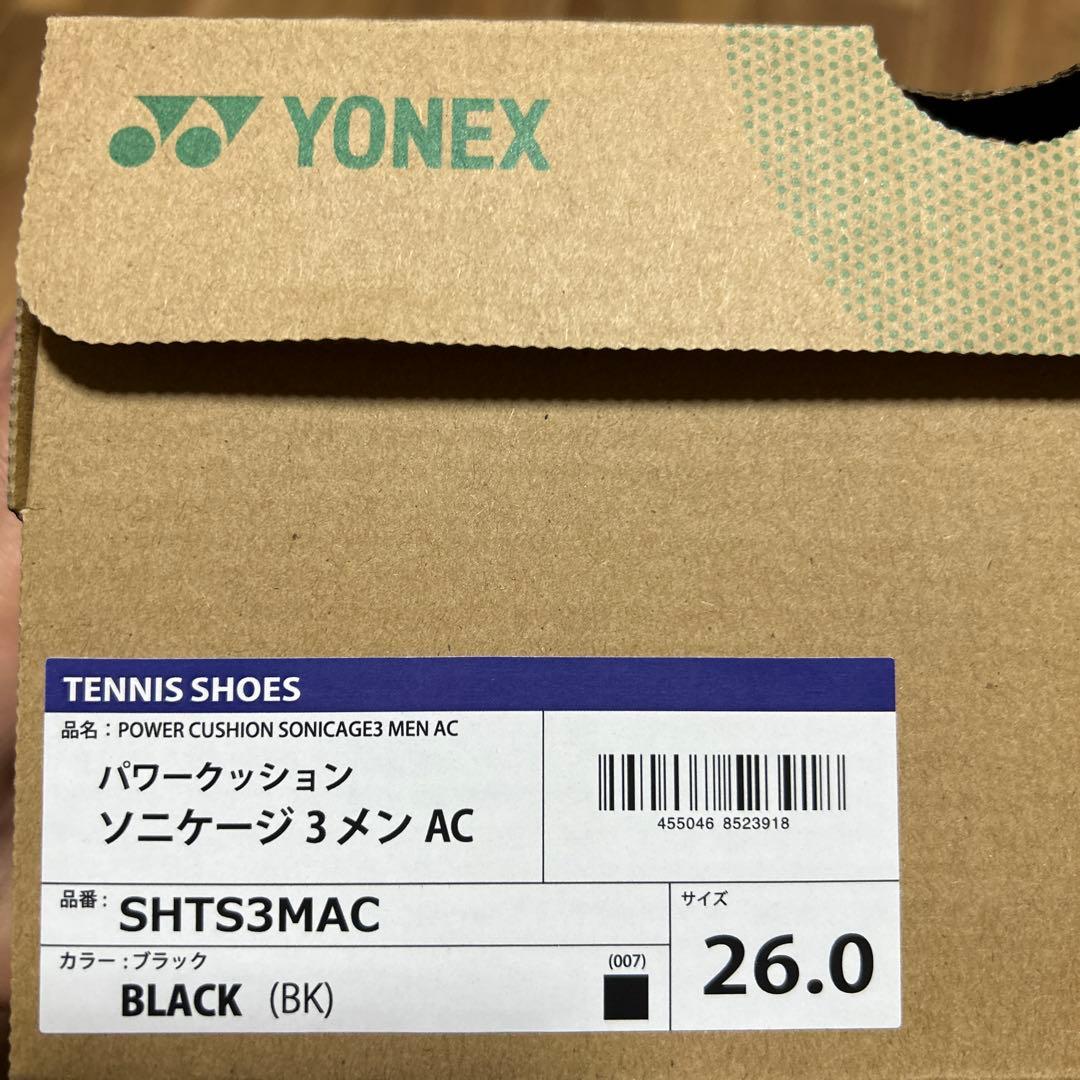 YONEX
TENNIS SHOES
品名：POWER CUSHION SONICAGE3 MEN AC
パワークッション
ソニケージ 3 メン AC
455046 8523918
品番：
SHTS3MAC
サイズ
26.0
カラー：ブラック
(007)
BLACK (BK)